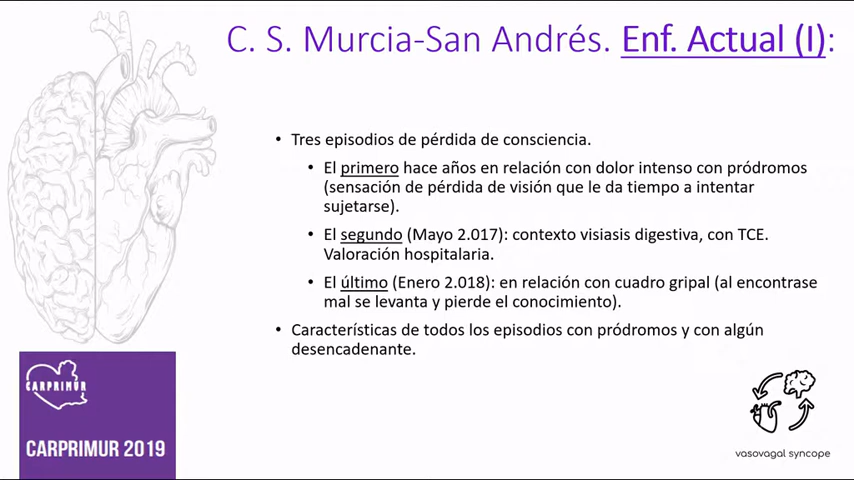 C. S. Murcia-San Andrés. Enf. Actual (I):
• Tres episodios de pérdida de consciencia.
• El primero hace años en relación con dolor intenso con pródromos
(sensación de pérdida de visión que le da tiempo a intentar
sujetarse).
• El segundo (Mayo 2.017): contexto visiasis digestiva, con TCE.
Valoración hospitalaria.
• El último (Enero 2.018): en relación con cuadro gripal (al encontrase
mal se levanta y pierde el conocimiento).
• Características de todos los episodios con pródromos y con algún
desencadenante.
CARPRIMUR
CARPRIMUR 2019
vasovagal syncope